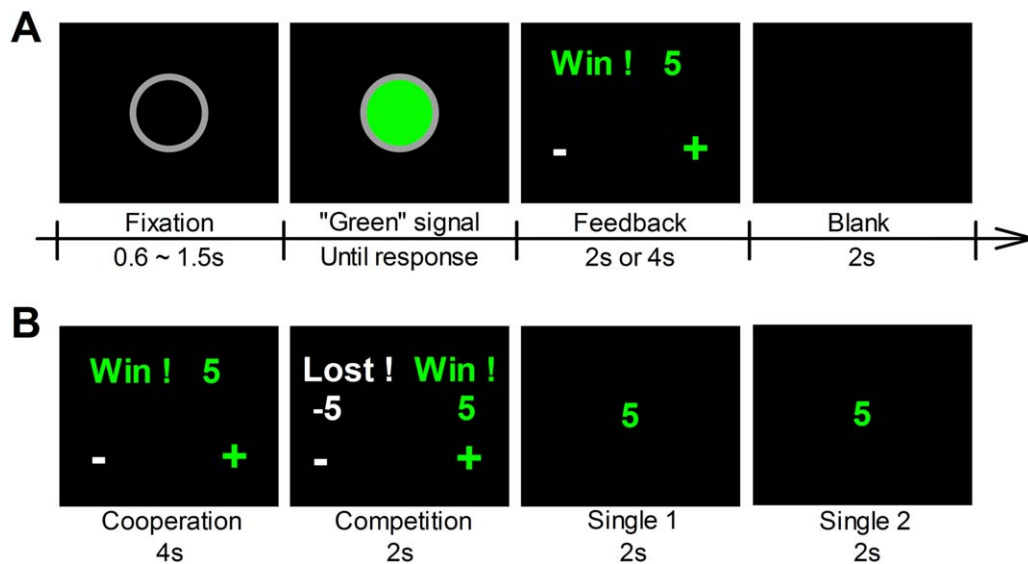 A
Win ! 5
- +
Fixation "Green" signal Feedback Blank
0.6 ~ 1.5s Until response 2s or 4s 2s
B
Win ! 5 Lost ! Win !
-5 5 5 5
- + - +
Cooperation Competition Single 1 Single 2
4s 2s 2s 2s